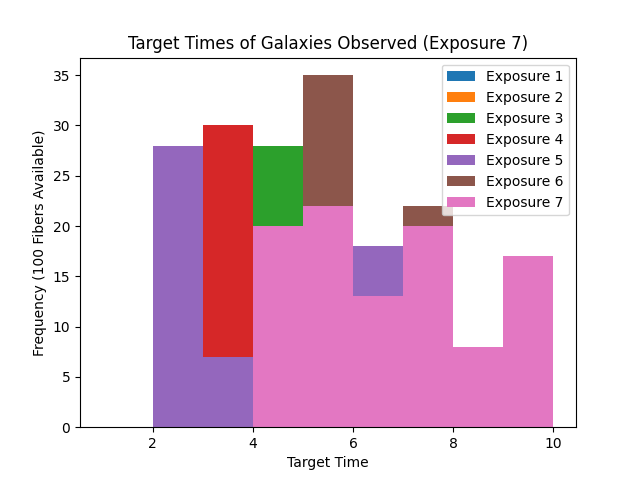 Target Times of Galaxies Observed (Exposure 7)
Exposure 1
Exposure 2
Exposure 3
Exposure 4
Exposure 5
Exposure 6
Exposure 7
Frequency (100 Fibers Available)
35
30
25
20
15
10
5
0
2 4 6 8 10
Target Time